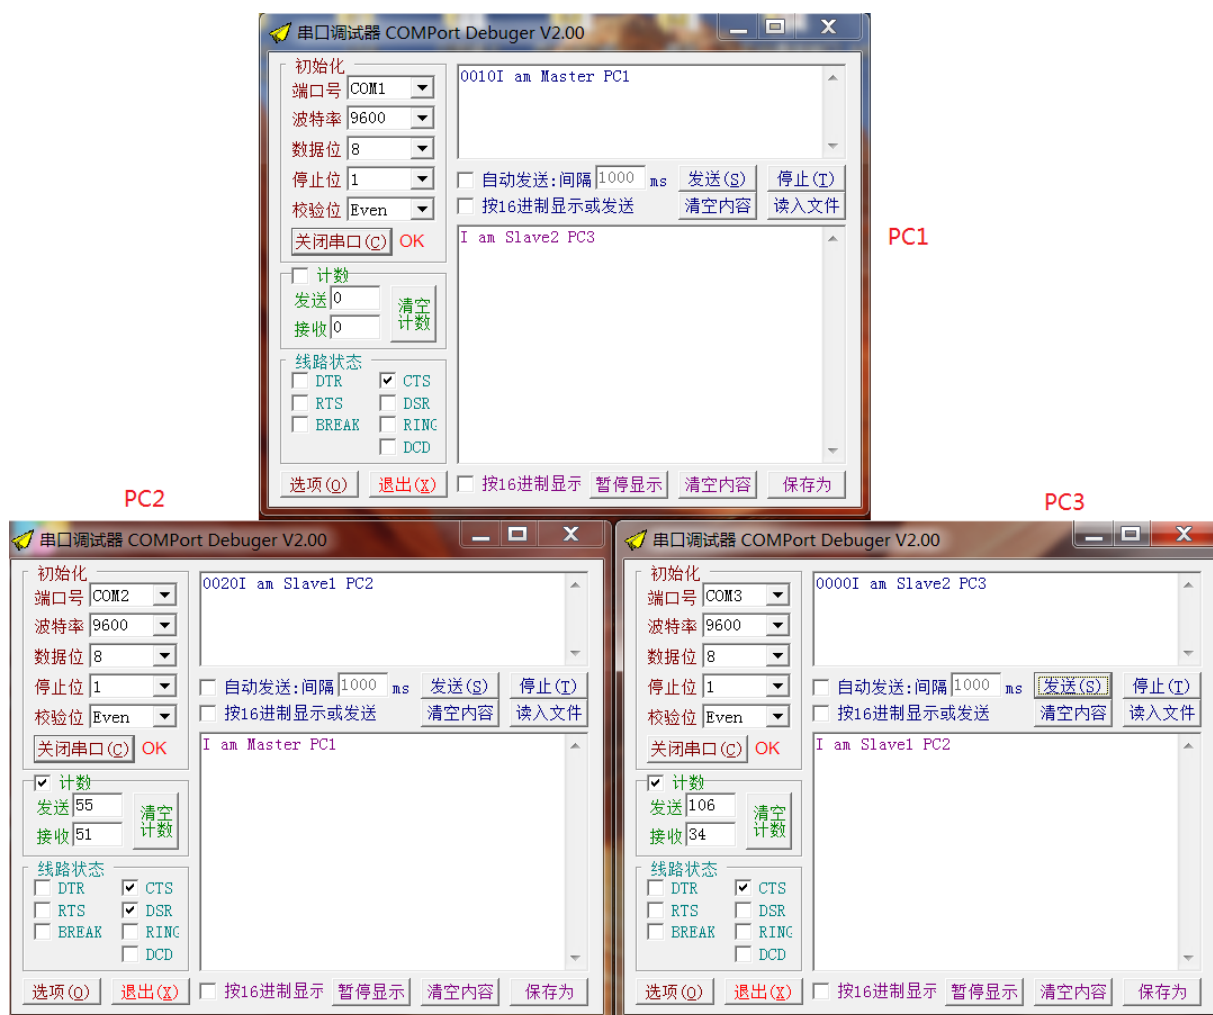 串口调试器 COMPort Debuger V2.00
初始化
端口号 COM1
波特率 9600
数据位 8
停止位 1
校验位 Even
关闭串口(C) OK
0010I am Master PC1
自动发送:间隔 1000 ms 发送(S) 停止(T)
按16进制显示或发送 清空内容 读入文件
I am Slave2 PC3
计数
发送 0
接收 0
清空
计数
线路状态
DTR CTS
RTS DSR
BREAK RING
DCD
选项(O) 退出(X) 按16进制显示 暂停显示 清空内容 保存为
PC1
PC2
串口调试器 COMPort Debuger V2.00
初始化
端口号 COM2
波特率 9600
数据位 8
停止位 1
校验位 Even
关闭串口(C) OK
0020I am Slave1 PC2
自动发送:间隔 1000 ms 发送(S) 停止(T)
按16进制显示或发送 清空内容 读入文件
I am Master PC1
计数
发送 55
接收 51
清空
计数
线路状态
DTR CTS
RTS DSR
BREAK RING
DCD
选项(O) 退出(X) 按16进制显示 暂停显示 清空内容 保存为
PC3
串口调试器 COMPort Debuger V2.00
初始化
端口号 COM3
波特率 9600
数据位 8
停止位 1
校验位 Even
关闭串口(C) OK
0000I am Slave2 PC3
自动发送:间隔 1000 ms 发送(S) 停止(T)
按16进制显示或发送 清空内容 读入文件
I am Slave1 PC2
计数
发送 106
接收 34
清空
计数
线路状态
DTR CTS
RTS DSR
BREAK RING
DCD
选项(O) 退出(X) 按16进制显示 暂停显示 清空内容 保存为